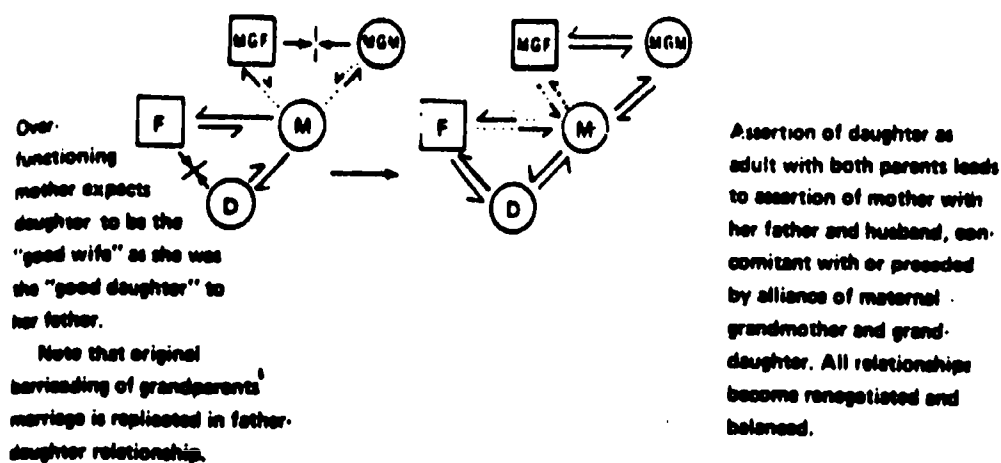 MGF MGM MGF MGM
F M F M
D D
Over-
functioning
mother expects
daughter to be the
"good wife" as she was
the "good daughter" to
her father.
Note that original
barricading of grandparents'
marriage is replicated in father-
daughter relationship.
Assertion of daughter as
adult with both parents leads
to assertion of mother with
her father and husband, con-
comitant with or preceded
by alliance of maternal
grandmother and grand-
daughter. All relationships
become renegotiated and
balanced.